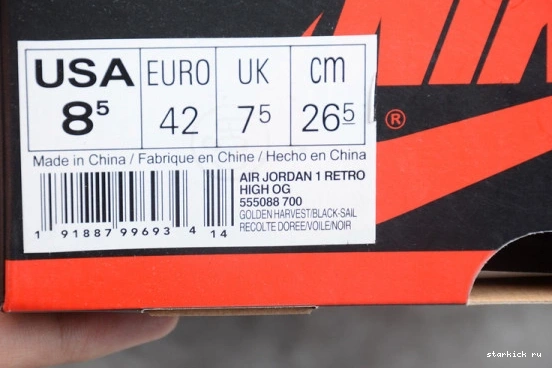 NIKE ®
USA EURO UK cm
8⁵ 42 7⁵ 26⁵
Made in China / Fabrique en Chine / Hecho en China
AIR JORDAN 1 RETRO
HIGH OG
555088 700
GOLDEN HARVEST/BLACK-SAIL
RECOLTE DOREE/VOILE/NOIR
1 91887 99693 4 14
starkick ru